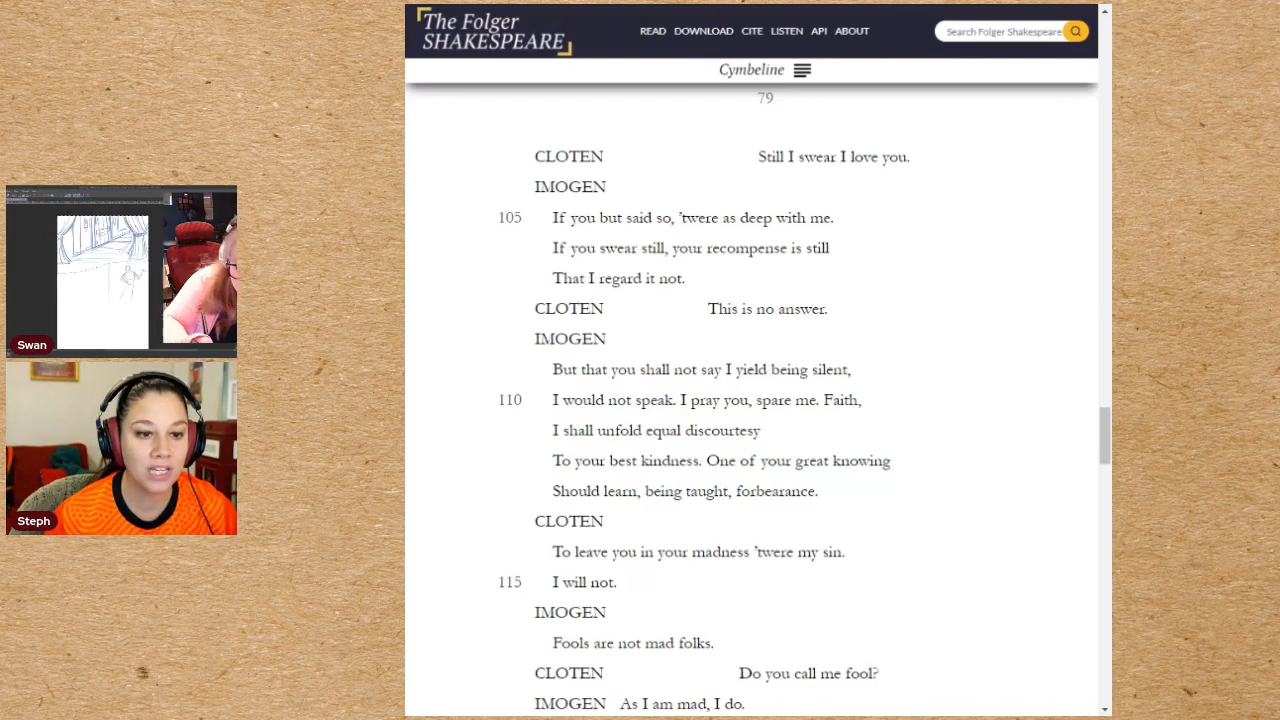 The Folger
SHAKESPEARE
READ DOWNLOAD CITE LISTEN API ABOUT
Search Folger Shakespeare
Cymbeline
79
CLOTEN Still I swear I love you.
IMOGEN
105 If you but said so, ’twere as deep with me.
If you swear still, your recompense is still
That I regard it not.
CLOTEN This is no answer.
IMOGEN
But that you shall not say I yield being silent,
110 I would not speak. I pray you, spare me. Faith,
I shall unfold equal discourtesy
To your best kindness. One of your great knowing
Should learn, being taught, forbearance.
CLOTEN
To leave you in your madness ’twere my sin.
115 I will not.
IMOGEN
Fools are not mad folks.
CLOTEN Do you call me fool?
IMOGEN As I am mad, I do.
Swan
Steph